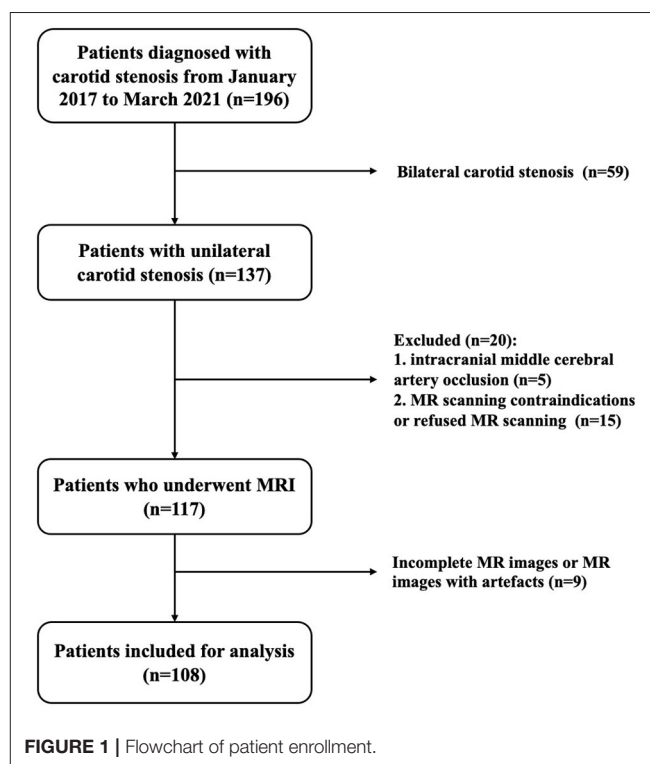 Patients diagnosed with
carotid stenosis from January
2017 to March 2021 (n=196)
Bilateral carotid stenosis (n=59)
Patients with unilateral
carotid stenosis (n=137)
Excluded (n=20):
1. intracranial middle cerebral
artery occlusion (n=5)
2. MR scanning contraindications
or refused MR scanning (n=15)
Patients who underwent MRI
(n=117)
Incomplete MR images or MR
images with artefacts (n=9)
Patients included for analysis
(n=108)
FIGURE 1 | Flowchart of patient enrollment.